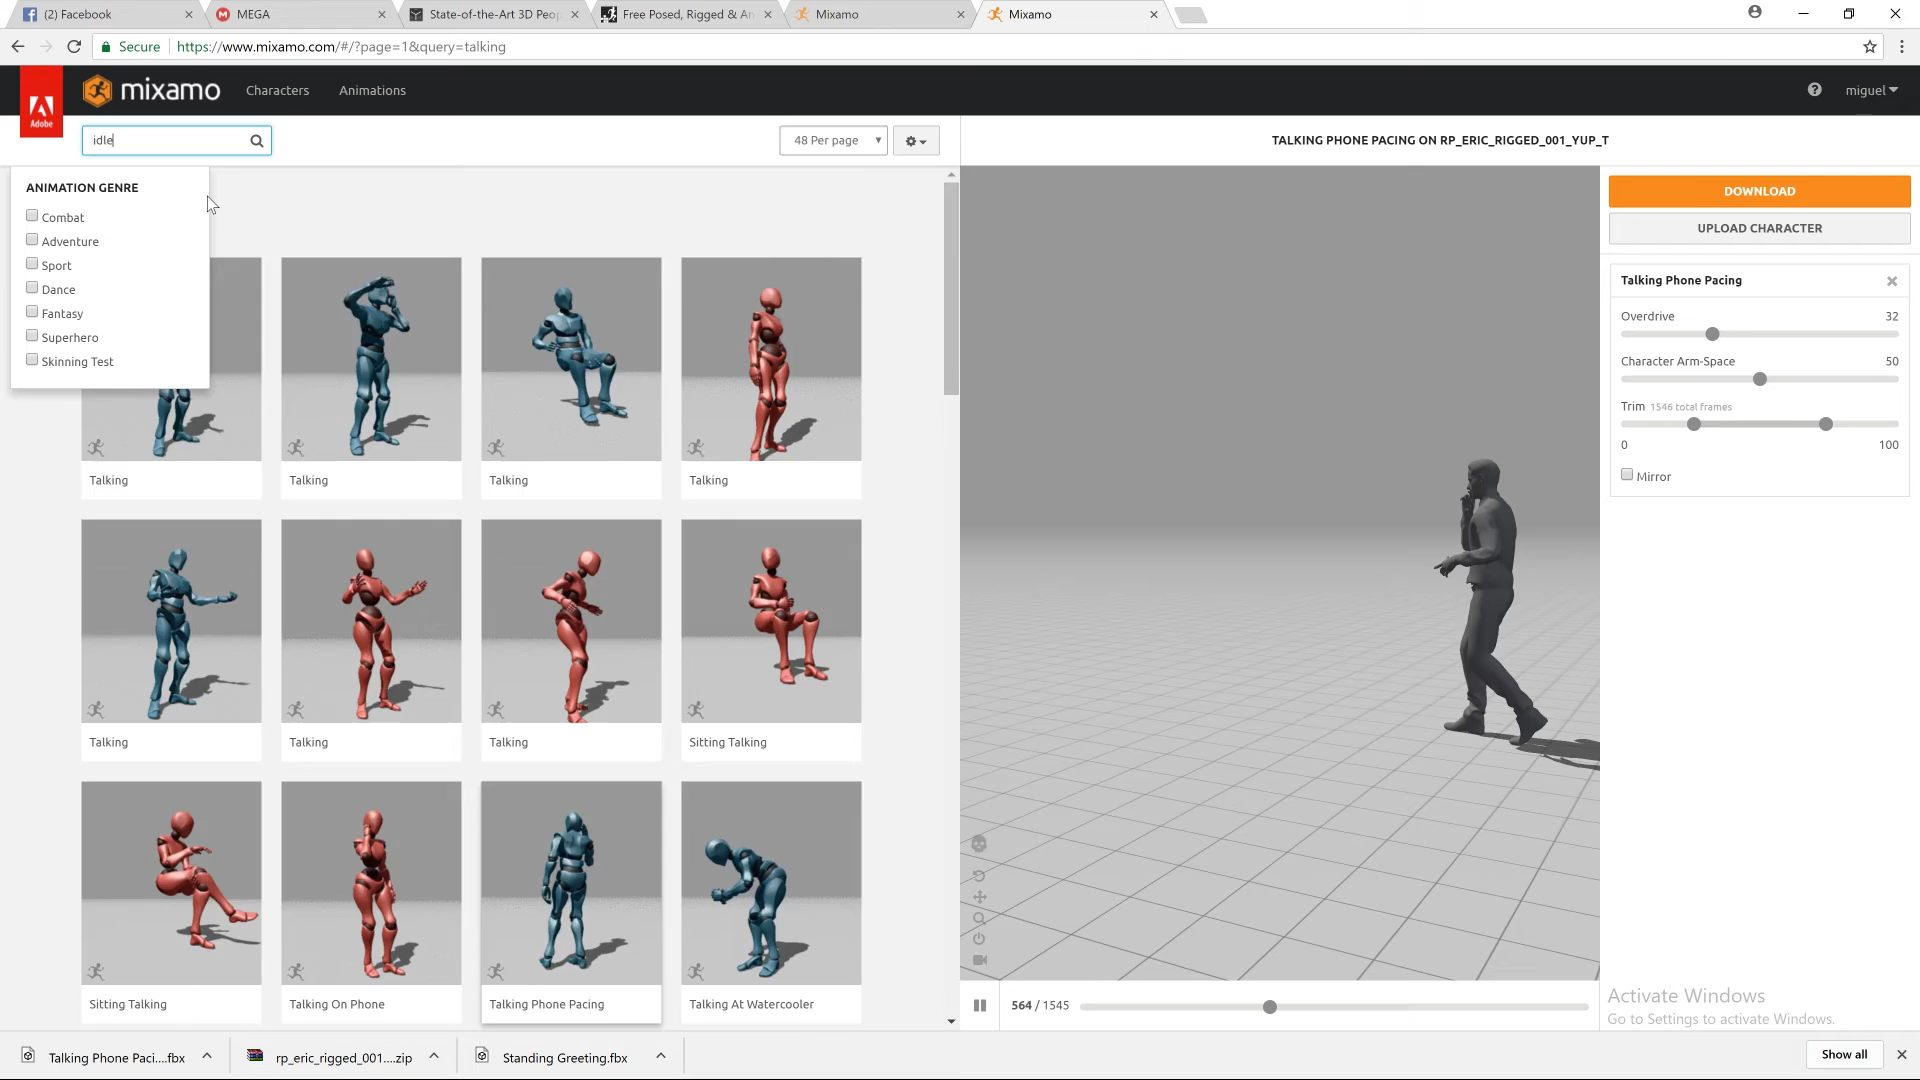 (2) Facebook
MEGA
State-of-the-Art 3D Peop
Free Posed, Rigged & An
Mixamo
Mixamo
Secure
https://www.mixamo.com/#/?page=1&query=talking
Adobe
mixamo
Characters
Animations
miguel
idle
48 Per page
TALKING PHONE PACING ON RP_ERIC_RIGGED_001_YUP_T
ANIMATION GENRE
Combat
Adventure
Sport
Dance
Fantasy
Superhero
Skinning Test
Talking
Talking
Talking
Talking
Talking
Talking
Talking
Sitting Talking
Sitting Talking
Talking On Phone
Talking Phone Pacing
Talking At Watercooler
DOWNLOAD
UPLOAD CHARACTER
Talking Phone Pacing
Overdrive 32
Character Arm-Space 50
Trim 1546 total frames
0 100
Mirror
564 / 1545
Activate Windows
Go to Settings to activate Windows.
Talking Phone Paci....fbx
rp_eric_rigged_001....zip
Standing Greeting.fbx
Show all